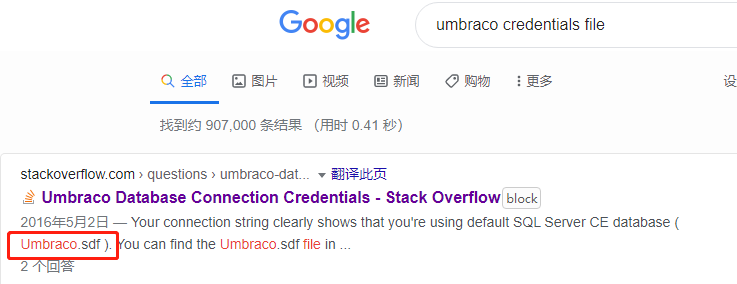 Google
umbraco credentials file
全部 图片 视频 新闻 购物 更多 设
找到约 907,000 条结果 （用时 0.41 秒）
stackoverflow.com › questions › umbraco-dat... 翻译此页
Umbraco Database Connection Credentials - Stack Overflow block
2016年5月2日 — Your connection string clearly shows that you're using default SQL Server CE database (
Umbraco.sdf ). You can find the Umbraco.sdf file in ...
2 个回答